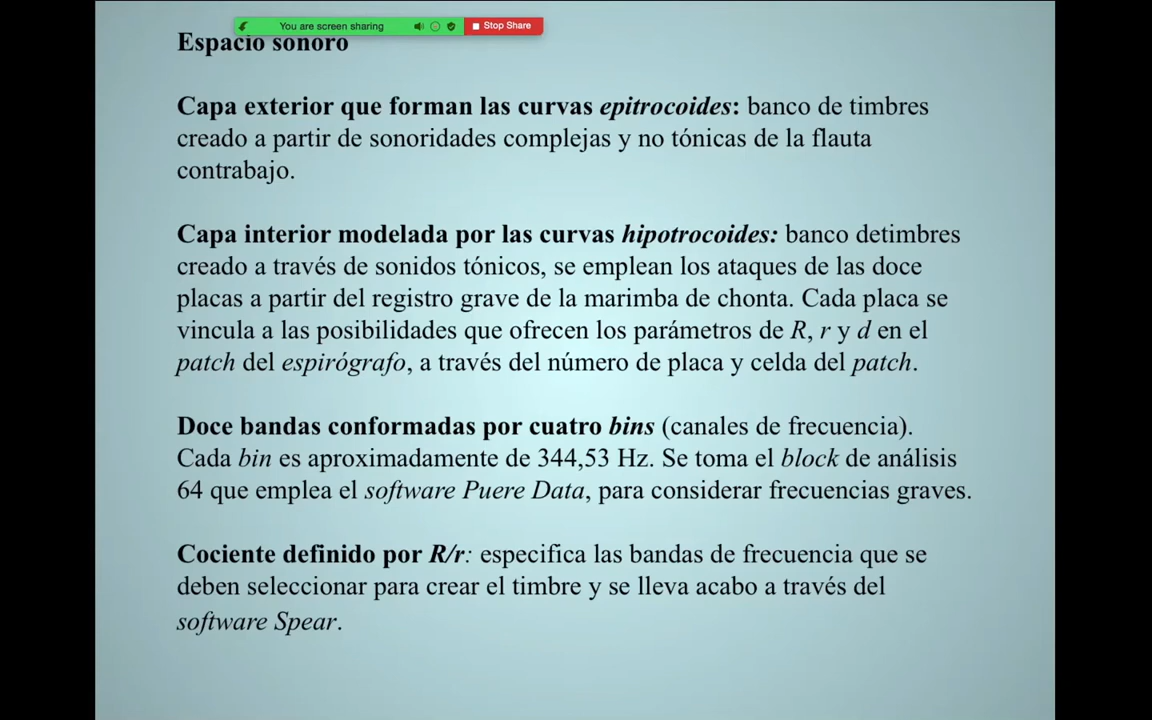 You are screen sharing
Stop Share
Espacio sonoro
Capa exterior que forman las curvas epitrocoides: banco de timbres
creado a partir de sonoridades complejas y no tónicas de la flauta
contrabajo.
Capa interior modelada por las curvas hipotrocoides: banco detimbres
creado a través de sonidos tónicos, se emplean los ataques de las doce
placas a partir del registro grave de la marimba de chonta. Cada placa se
vincula a las posibilidades que ofrecen los parámetros de R, r y d en el
patch del espirógrafo, a través del número de placa y celda del patch.
Doce bandas conformadas por cuatro bins (canales de frecuencia).
Cada bin es aproximadamente de 344,53 Hz. Se toma el block de análisis
64 que emplea el software Puere Data, para considerar frecuencias graves.
Cociente definido por R/r: especifica las bandas de frecuencia que se
deben seleccionar para crear el timbre y se lleva acabo a través del
software Spear.